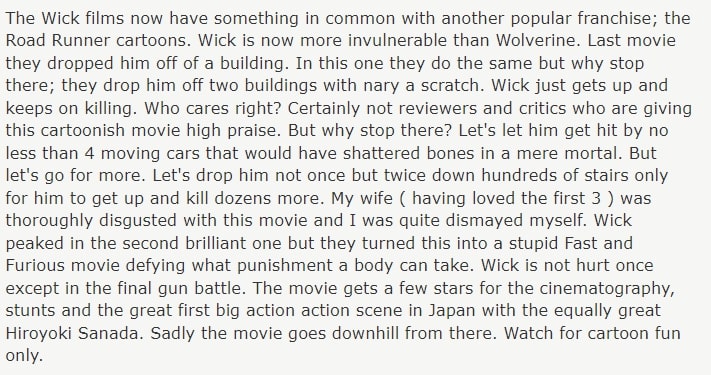 The Wick films now have something in common with another popular franchise; the
Road Runner cartoons. Wick is now more invulnerable than Wolverine. Last movie
they dropped him off of a building. In this one they do the same but why stop
there; they drop him off two buildings with nary a scratch. Wick just gets up and
keeps on killing. Who cares right? Certainly not reviewers and critics who are giving
this cartoonish movie high praise. But why stop there? Let's let him get hit by no
less than 4 moving cars that would have shattered bones in a mere mortal. But
let's go for more. Let's drop him not once but twice down hundreds of stairs only
for him to get up and kill dozens more. My wife ( having loved the first 3 ) was
thoroughly disgusted with this movie and I was quite dismayed myself. Wick
peaked in the second brilliant one but they turned this into a stupid Fast and
Furious movie defying what punishment a body can take. Wick is not hurt once
except in the final gun battle. The movie gets a few stars for the cinematography,
stunts and the great first big action action scene in Japan with the equally great
Hiroyoki Sanada. Sadly the movie goes downhill from there. Watch for cartoon fun
only.